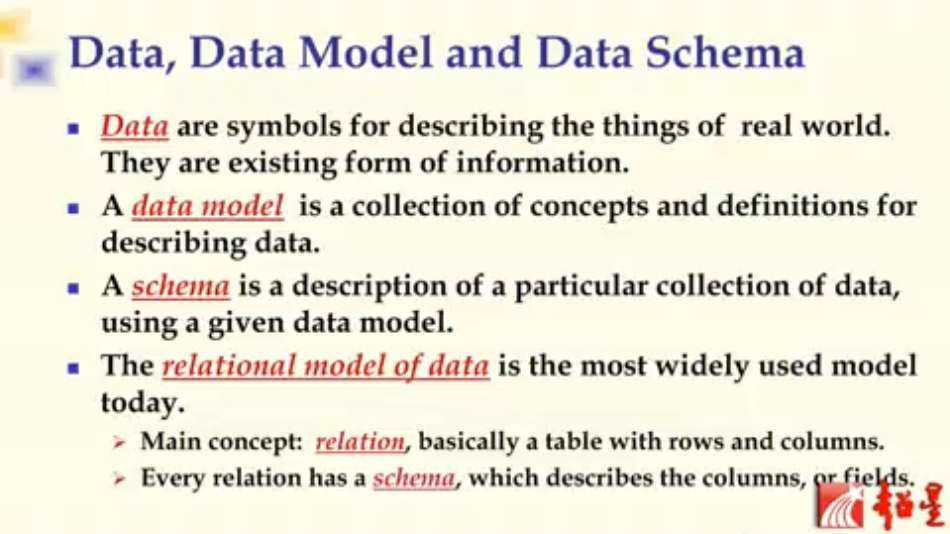 Data, Data Model and Data Schema
Data are symbols for describing the things of real world.
They are existing form of information.
A data model is a collection of concepts and definitions for
describing data.
A schema is a description of a particular collection of data,
using a given data model.
The relational model of data is the most widely used model
today.
Main concept: relation, basically a table with rows and columns.
Every relation has a schema, which describes the columns, or fields.
超星